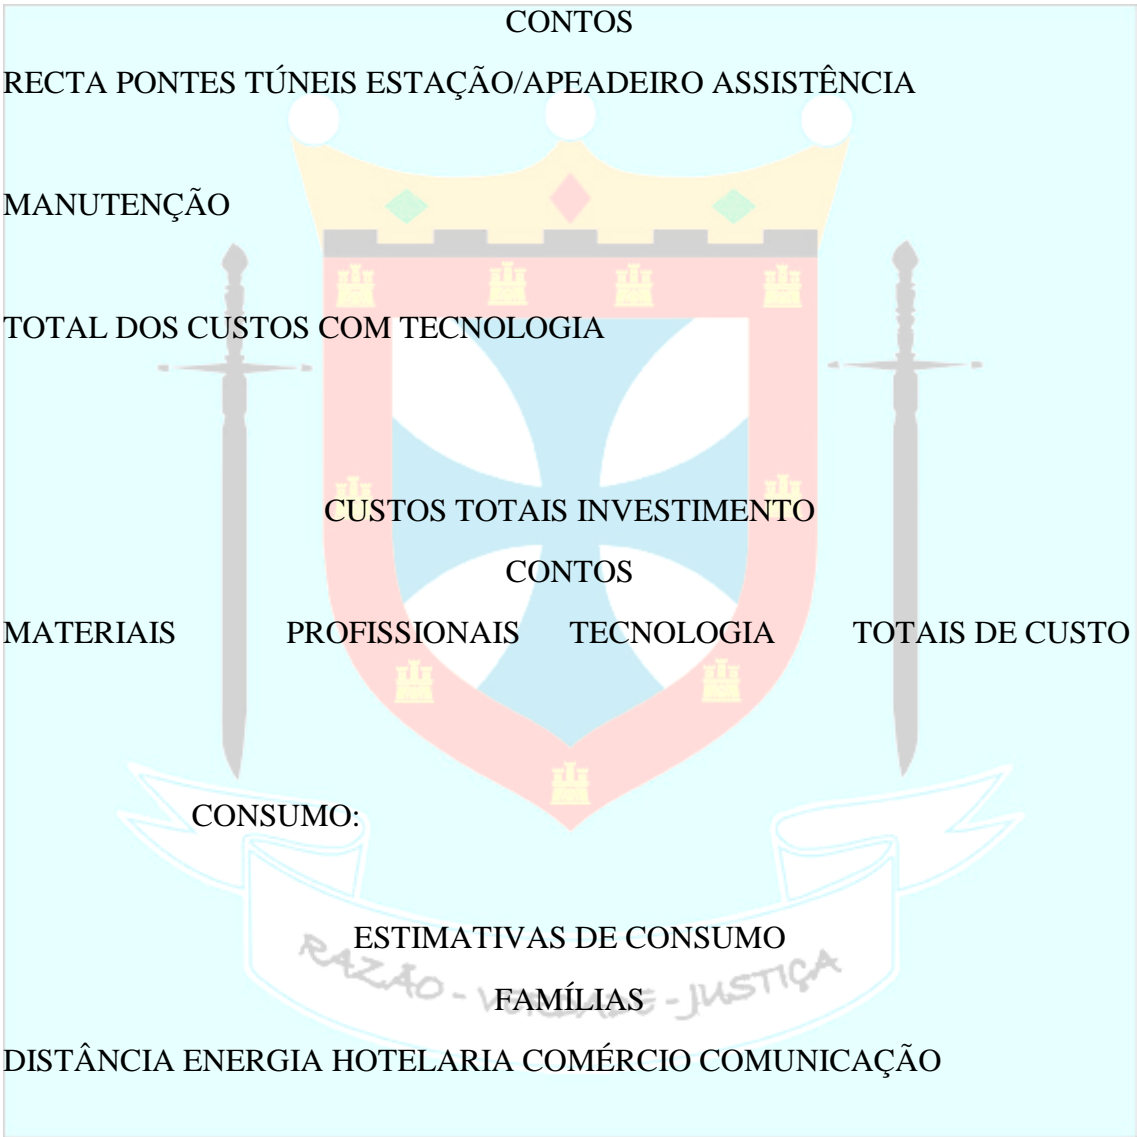 CONTOS
RECTA PONTES TÚNEIS ESTAÇÃO/APEADEIRO ASSISTÊNCIA
MANUTENÇÃO
TOTAL DOS CUSTOS COM TECNOLOGIA
CUSTOS TOTAIS INVESTIMENTO
CONTOS
MATERIAIS PROFISSIONAIS TECNOLOGIA TOTAIS DE CUSTO
CONSUMO:
ESTIMATIVAS DE CONSUMO
RAZÃO - VERDADE - JUSTIÇA
FAMÍLIAS
DISTÂNCIA ENERGIA HOTELARIA COMÉRCIO COMUNICAÇÃO